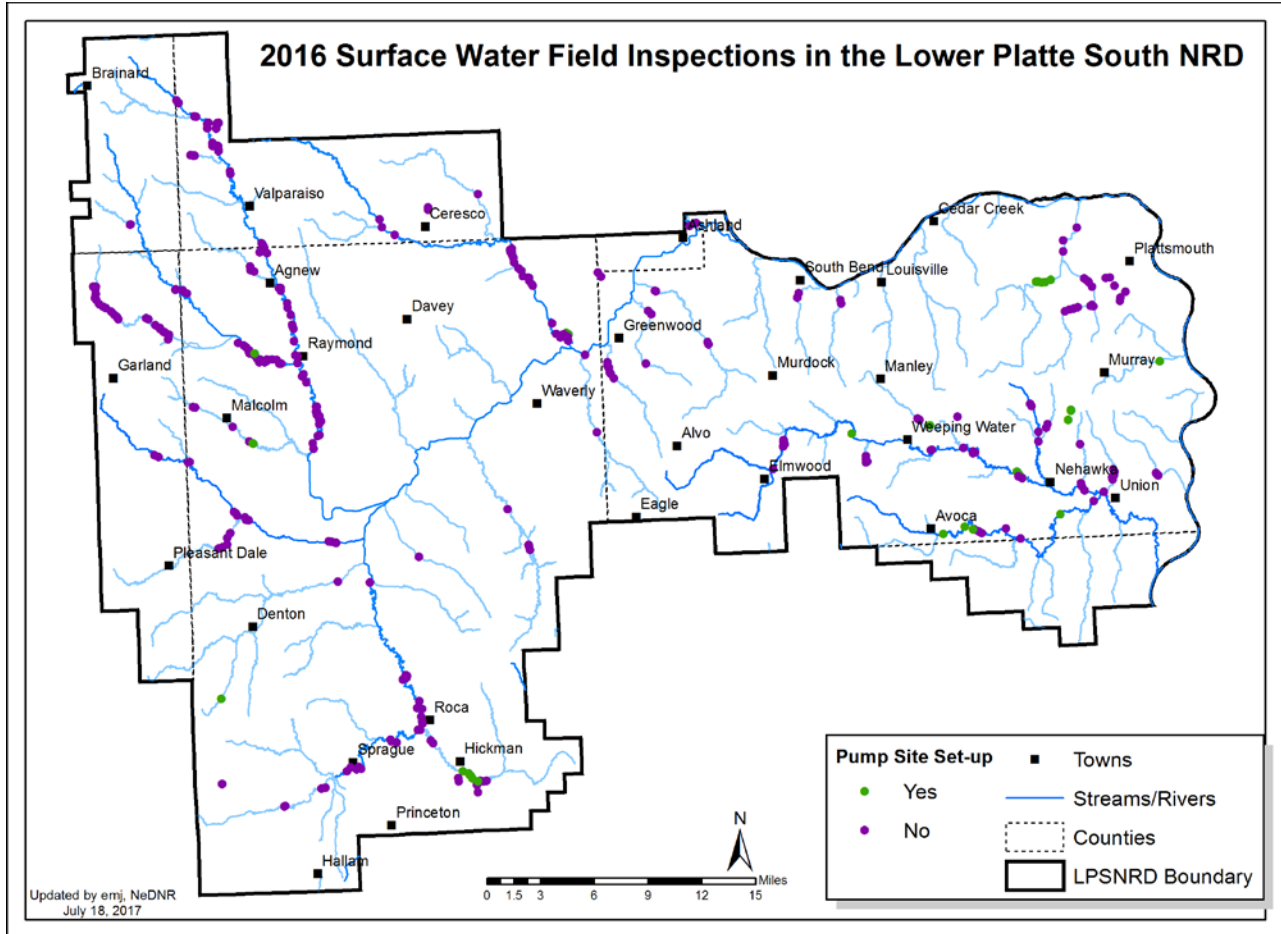 2016 Surface Water Field Inspections in the Lower Platte South NRD
Brainard
Valparaiso
Ceresco
Ashland
Cedar Creek
Plattsmouth
Agnew
South Bend
Louisville
Davey
Greenwood
Raymond
Garland
Murdock
Manley
Murray
Malcolm
Waverly
Alvo
Weeping Water
Elmwood
Nehawka
Union
Eagle
Avoca
Pleasant Dale
Denton
Roca
Sprague
Hickman
Princeton
Hallam
Pump Site Set-up
Yes
No
Towns
Streams/Rivers
Counties
LPSNRD Boundary
N
Miles
0 1.5 3 6 9 12 15
Updated by emj, NeDNR
July 18, 2017